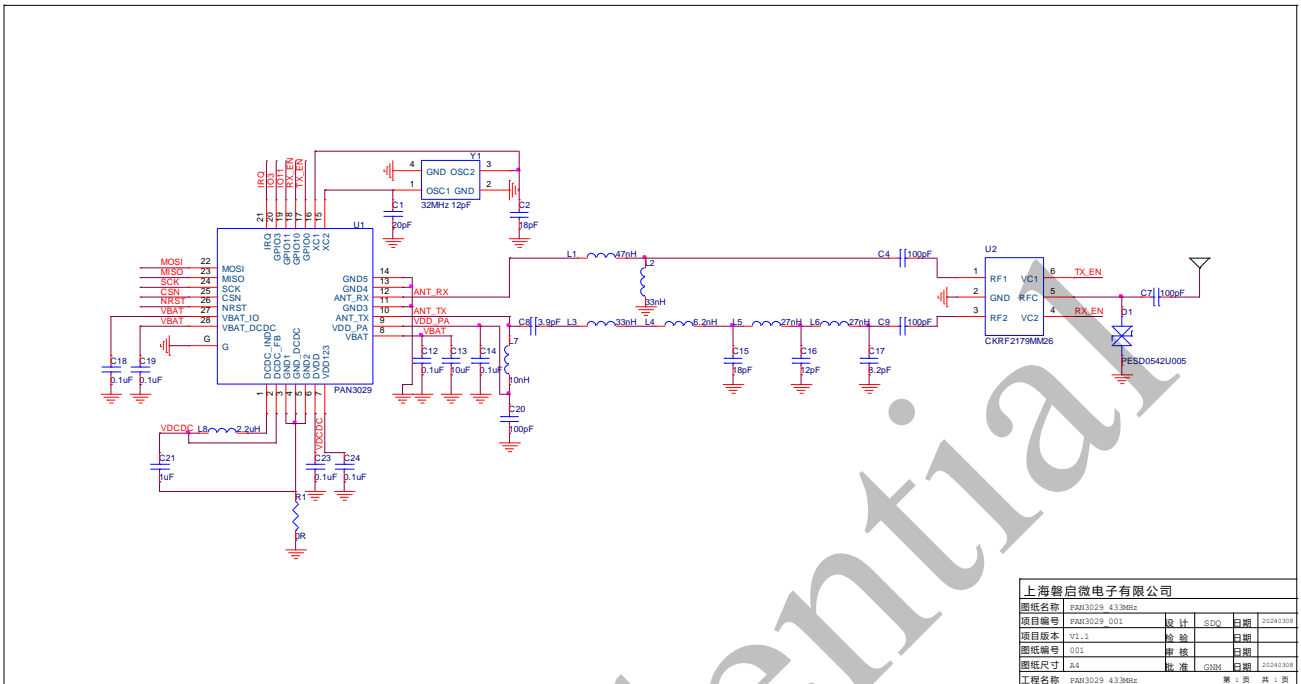 Y1
4 GND OSC2 3
1 OSC1 GND 2
32MHz 12pF
C1
20pF
C2
18pF
IRQ
IO3
IO11
RX_EN
TX_EN
21 20 19 18 17 16 15
IRQ
GPIO3
GPIO11
GPIO10
GPIO0
XC1
XC2
U1
MOSI 22 MOSI
MISO 23 MISO
SCK 24 SCK
CSN 25 CSN
NRST 26 NRST
VBAT 27 VBAT_IO
VBAT 28 VBAT_DCDC
G G
GND5 14
GND4 13
ANT_RX 12 ANT_RX
GND3 11
ANT_TX 10 ANT_TX
VDD_PA 9 VDD_PA
VBAT 8 VBAT
DCDC_IND
DCDC_FB
GND1
GND_DCDC
GND2
DVDD
VDD123
1 2 3 4 5 6 7
PAN3029
C18
0.1uF
C19
0.1uF
VDCDC L8 2.2uH
C21
1uF
VDCDC
C23
0.1uF
C24
0.1uF
R1
0R
C12
0.1uF
C13
10uF
C14
0.1uF
L7
10nH
C20
100pF
L1 47nH
L2
33nH
C4 100pF
C8 3.9pF L3 33nH L4 6.2nH L5 27nH L6 27nH C9 100pF
C15
18pF
C16
12pF
C17
8.2pF
U2
1 RF1 VC1 6 TX_EN
2 GND RFC 5
3 RF2 VC2 4 RX_EN
CKRF2179MM26
C7 100pF
D1
PESD0542U005
ential
上海磐启微电子有限公司
图纸名称 PAN3029_433MHz
项目编号 PAN3029_001 设 计 SDQ 日期 20240308
项目版本 V1.1 检 验 日期
图纸编号 001 审 核 日期
图纸尺寸 A4 批 准 GNM 日期 20240308
工程名称 PAN3029_433MHz 第 1 页 共 1 页